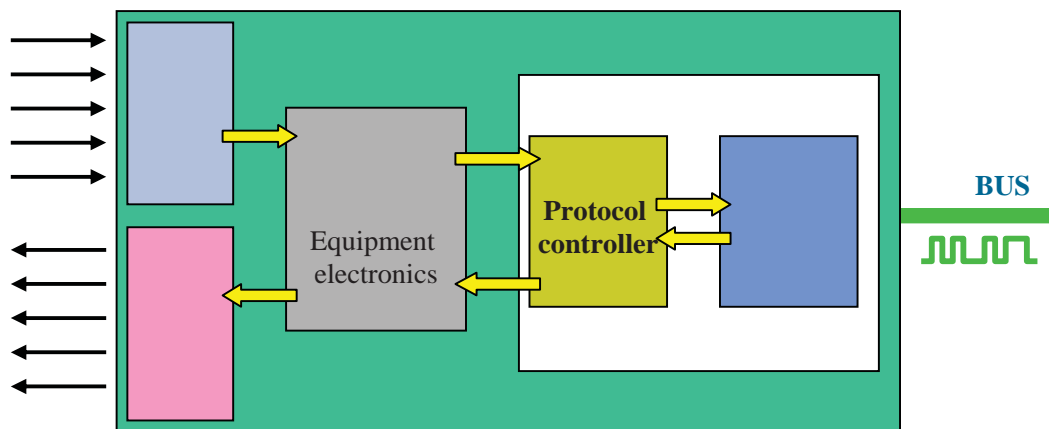 Equipment
electronics
Protocol
controller
BUS